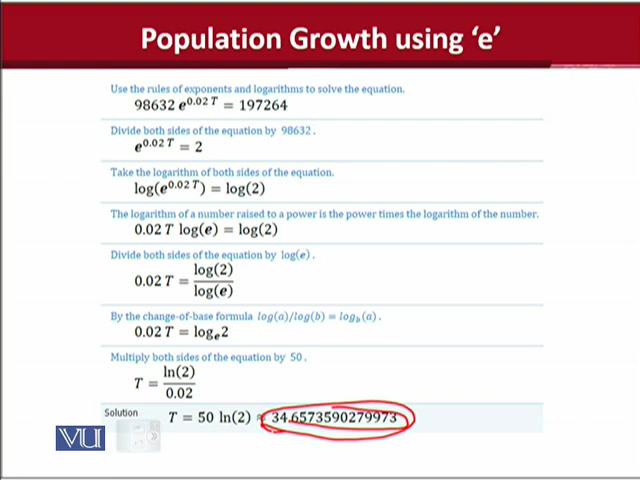 Population Growth using ‘e’
Use the rules of exponents and logarithms to solve the equation.
98632 e^{0.02 T} = 197264
Divide both sides of the equation by 98632.
e^{0.02 T} = 2
Take the logarithm of both sides of the equation.
log(e^{0.02 T}) = log(2)
The logarithm of a number raised to a power is the power times the logarithm of the number.
0.02 T log(e) = log(2)
Divide both sides of the equation by log(e).
0.02 T = log(2)/log(e)
By the change-of-base formula log(a)/log(b) = log_b(a).
0.02 T = log_e 2
Multiply both sides of the equation by 50.
T = ln(2)/0.02
Solution
T = 50 ln(2) ≈ 34.6573590279973
VU